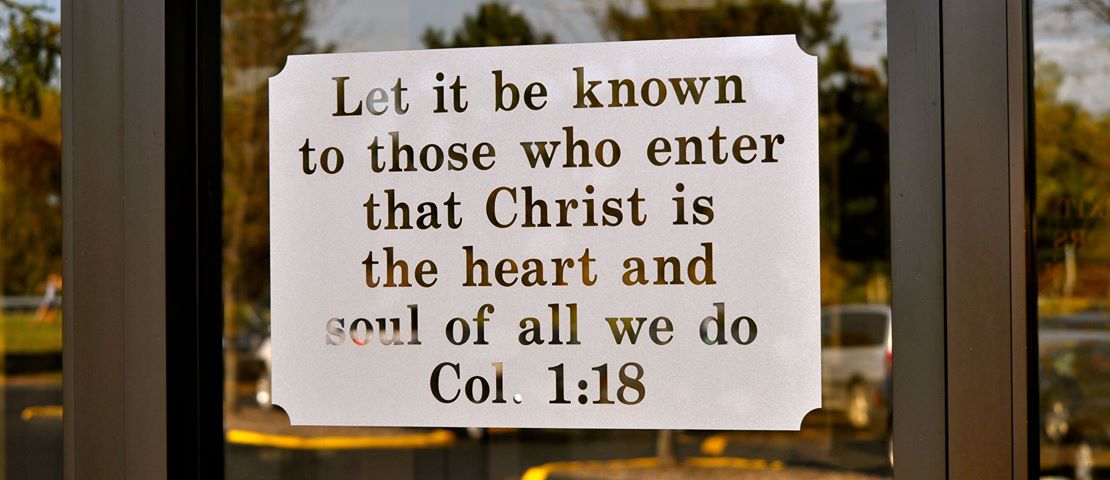 Let it be known
to those who enter
that Christ is
the heart and
soul of all we do
Col. 1:18